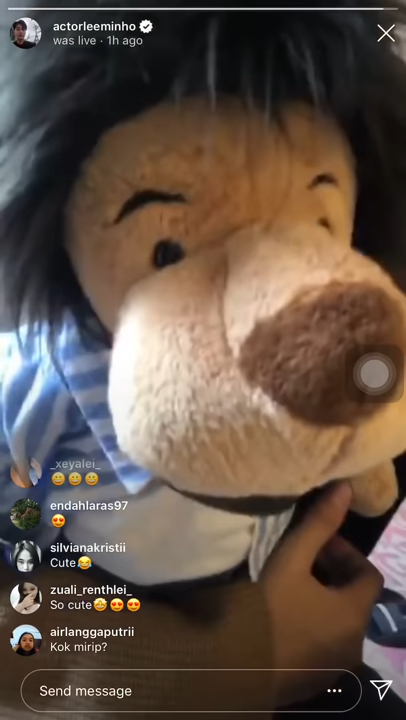 actorleeminho
was live · 1h ago
_xeyalei_
😊😊😊
endahlaras97
😍
silvianakristii
Cute😂
zuali_renthlei_
So cute🤩😍😍
airlanggaputrii
Kok mirip?
Send message